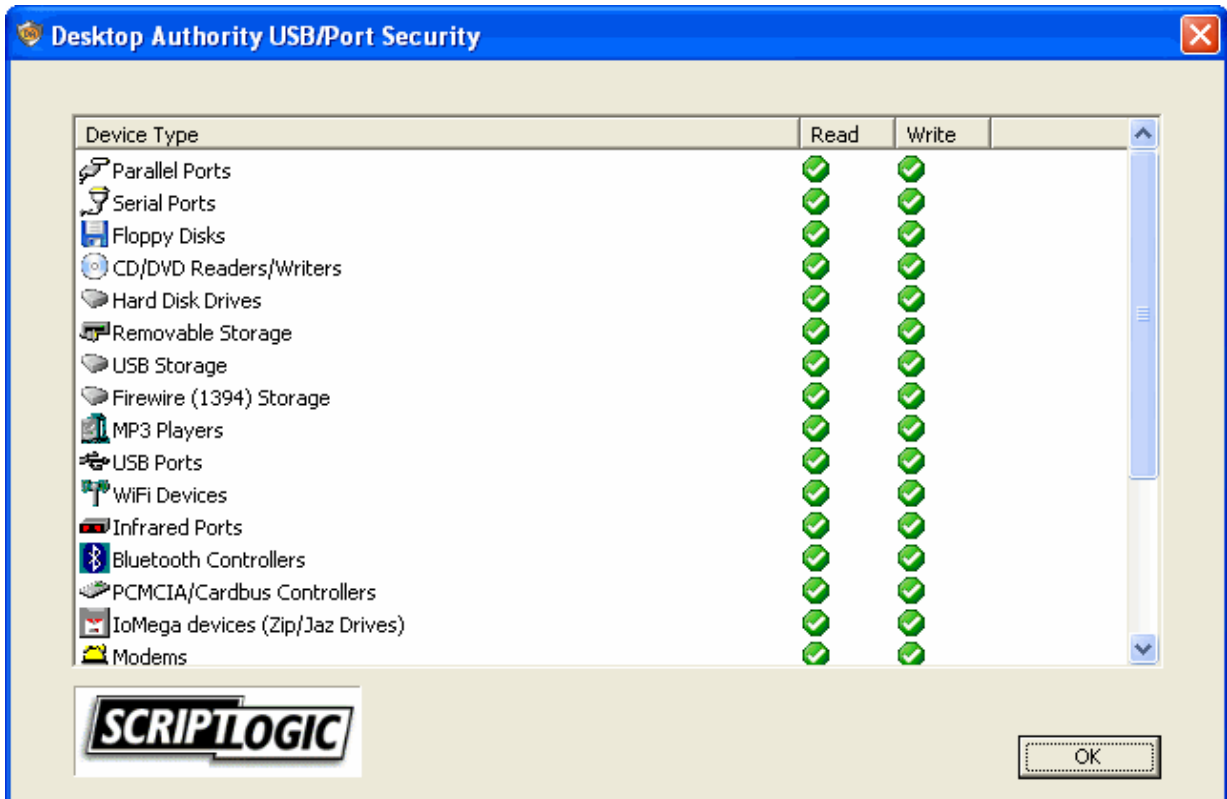 Desktop Authority USB/Port Security
Device Type Read Write
Parallel Ports
Serial Ports
Floppy Disks
CD/DVD Readers/Writers
Hard Disk Drives
Removable Storage
USB Storage
Firewire (1394) Storage
MP3 Players
USB Ports
WiFi Devices
Infrared Ports
Bluetooth Controllers
PCMCIA/Cardbus Controllers
IoMega devices (Zip/Jaz Drives)
Modems
SCRIPTLOGIC
OK